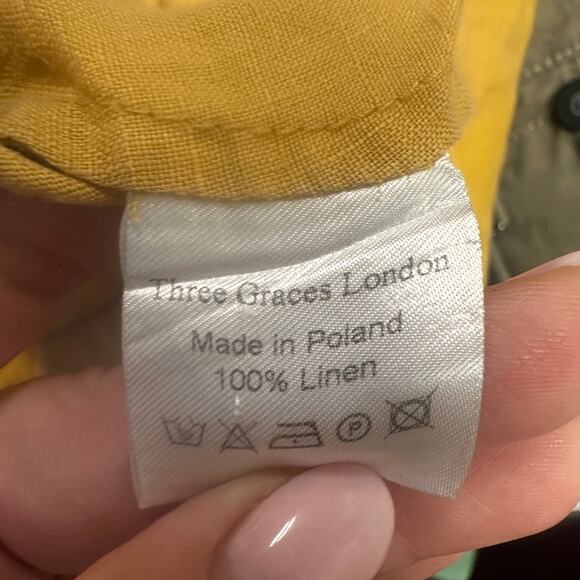 Three Graces London
Made in Poland
100% Linen
P